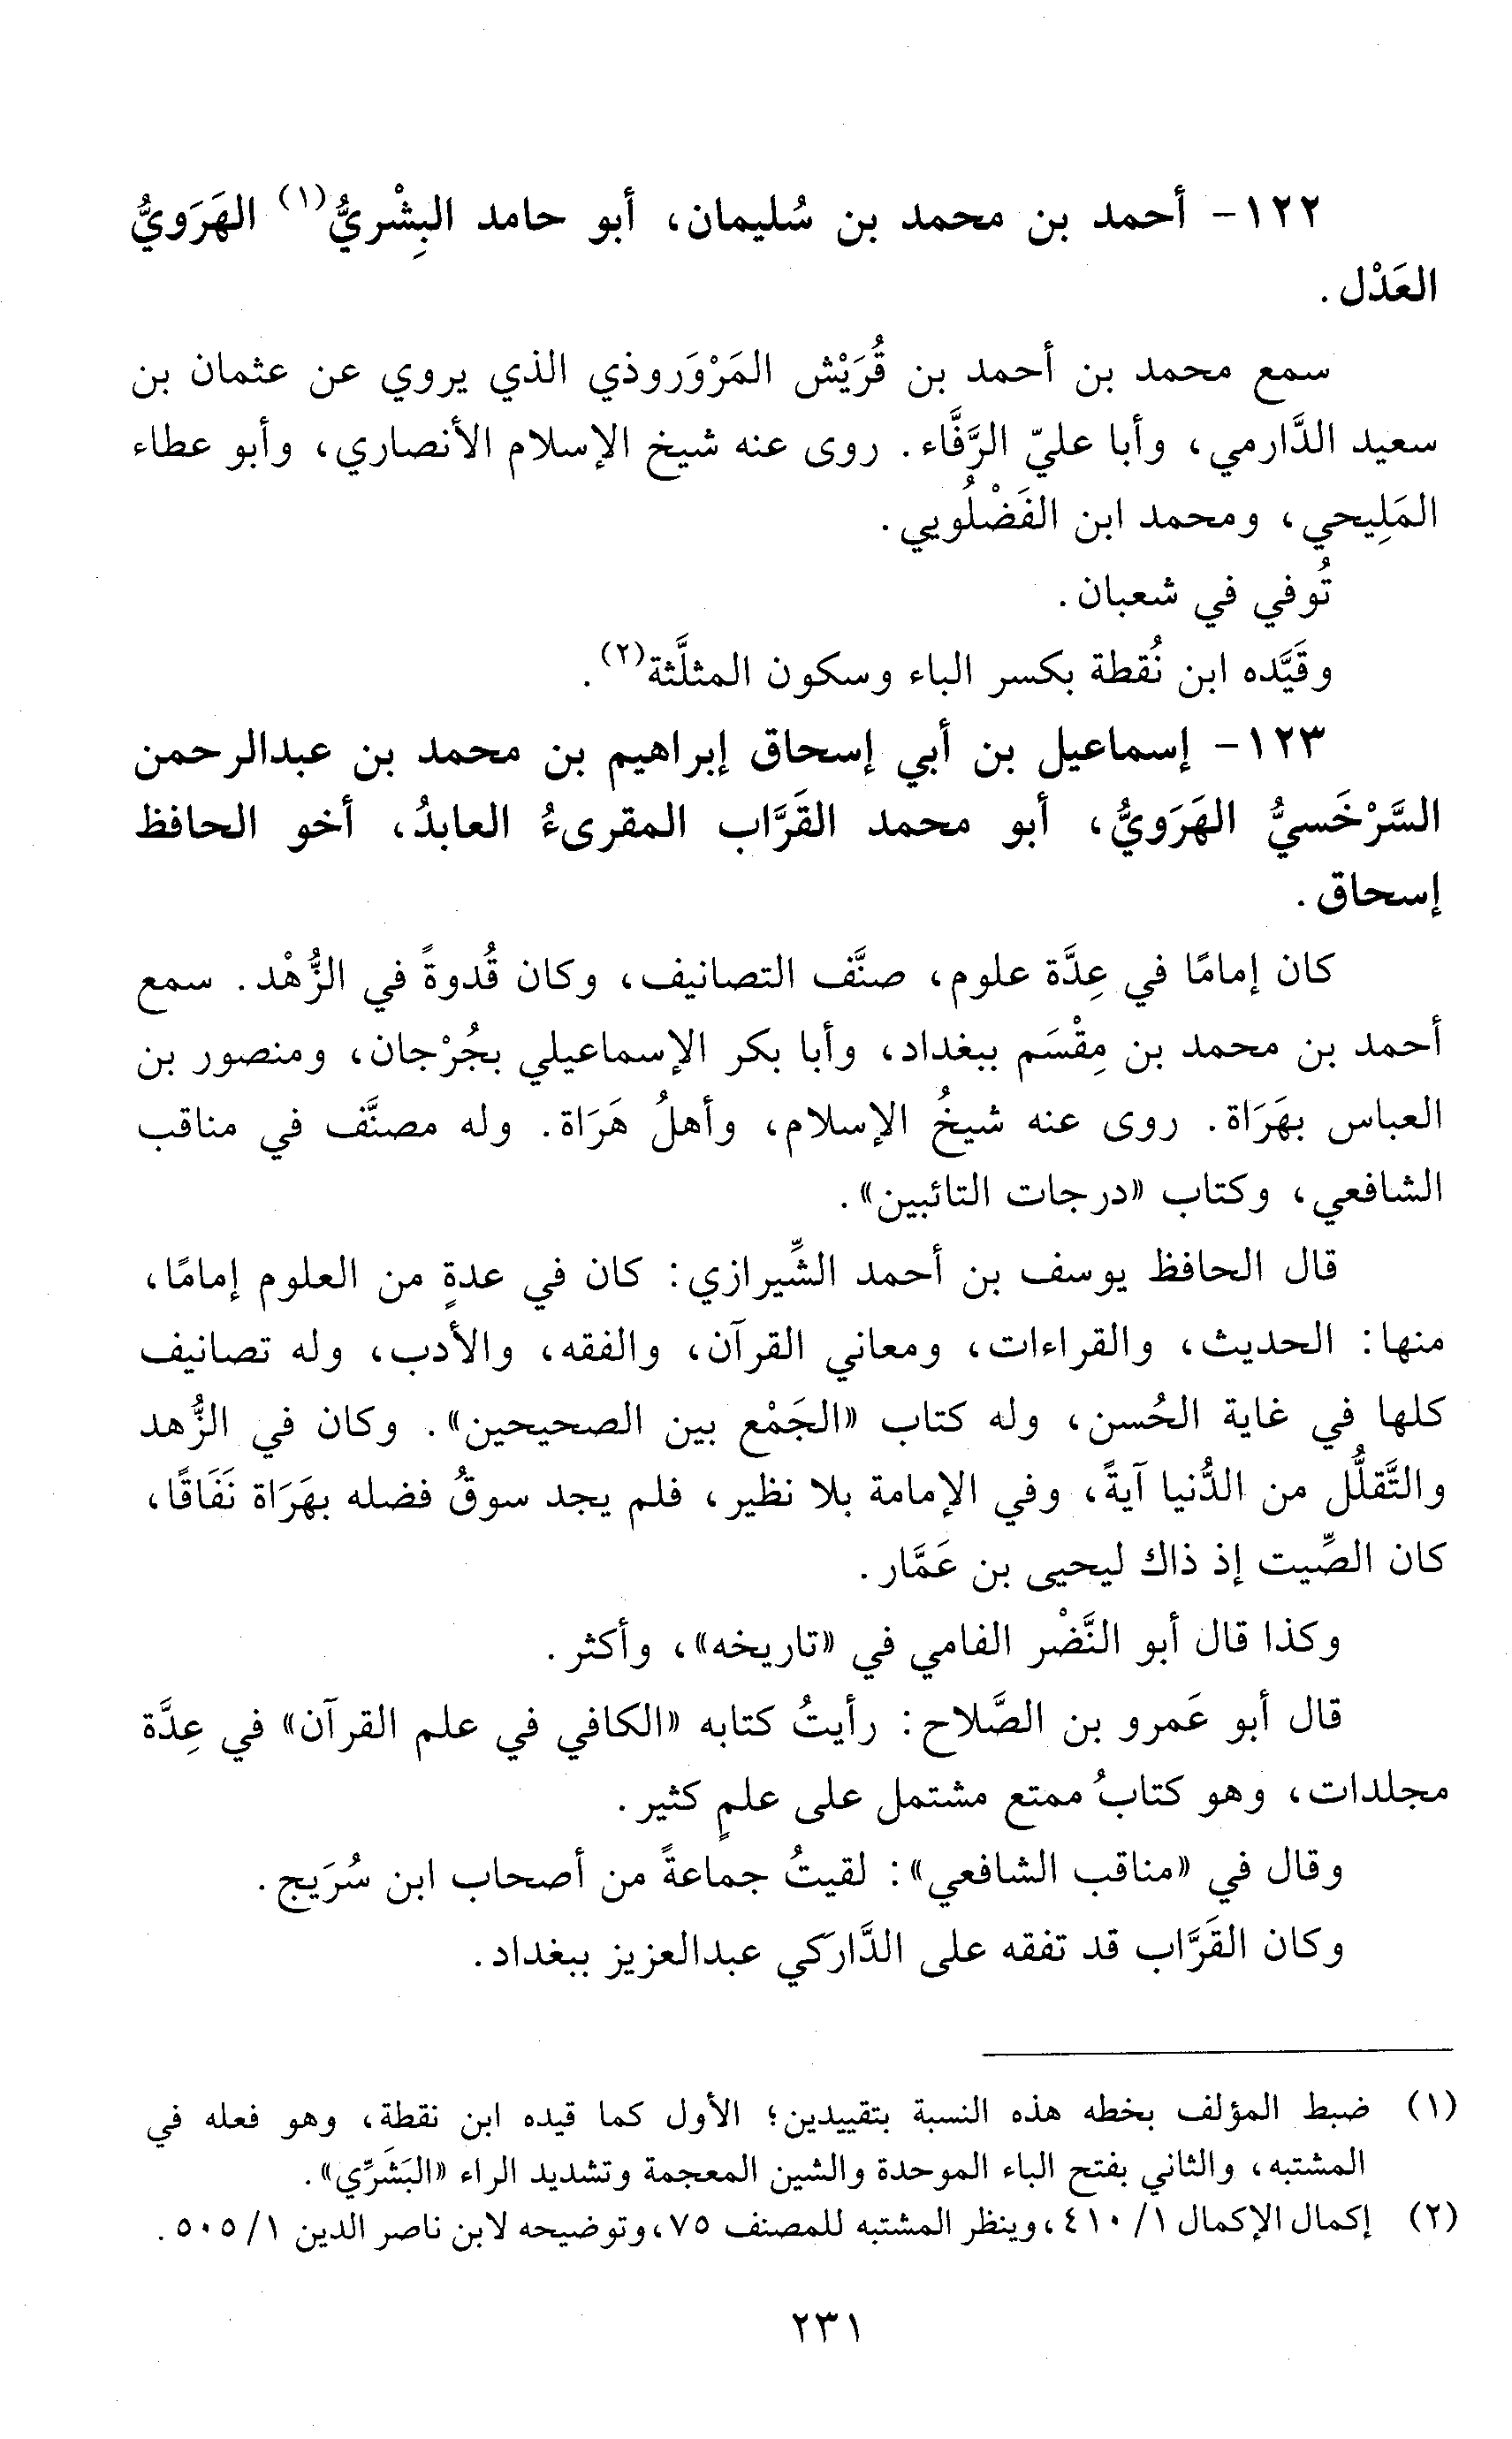 ١٢٢- أحمد بن محمد بن سُليمان، أبو حامد البِشْريُّ(١) الهَرَويُّ
العَدْل.
سمع محمد بن أحمد بن قُرَيْش المَرْوَروذي الذي يروي عن عثمان بن
سعيد الدَّارمي، وأبا عليّ الرَّفَّاء. روى عنه شيخ الإسلام الأنصاري، وأبو عطاء
المَلِيحي، ومحمد ابن الفَضْلُويي.
تُوفي في شعبان.
وقَيَّده ابن نُقطة بكسر الباء وسكون المثلَّثة(٢).
١٢٣- إسماعيل بن أبي إسحاق إبراهيم بن محمد بن عبدالرحمن
السَّرْخَسيُّ الهَرَويُّ، أبو محمد القَرَّاب المقرىءُ العابدُ، أخو الحافظ
إسحاق.
كان إمامًا في عِدَّة علوم، صنَّف التصانيف، وكان قُدوةً في الزُّهْد. سمع
أحمد بن محمد بن مِقْسَم ببغداد، وأبا بكر الإسماعيلي بجُرْجان، ومنصور بن
العباس بهَرَاة. روى عنه شيخُ الإسلام، وأهلُ هَرَاة. وله مصنَّف في مناقب
الشافعي، وكتاب «درجات التائبين».
قال الحافظ يوسف بن أحمد الشِّيرازي: كان في عدةٍ من العلوم إمامًا،
منها: الحديث، والقراءات، ومعاني القرآن، والفقه، والأدب، وله تصانيف
كلها في غاية الحُسن، وله كتاب «الجَمْع بين الصحيحين». وكان في الزُّهد
والتَّقلُّل من الدُّنيا آيةً، وفي الإمامة بلا نظير، فلم يجد سوقُ فضله بهَرَاة نَفَاقًا،
كان الصِّيت إذ ذاك ليحيى بن عَمَّار.
وكذا قال أبو النَّضْر الفامي في «تاريخه»، وأكثر.
قال أبو عَمرو بن الصَّلاح: رأيتُ كتابه «الكافي في علم القرآن» في عِدَّة
مجلدات، وهو كتابُ ممتع مشتمل على علمٍ كثير.
وقال في «مناقب الشافعي»: لقيتُ جماعةً من أصحاب ابن سُرَيج.
وكان القَرَّاب قد تفقه على الدَّاركي عبدالعزيز ببغداد.
(١) ضبط المؤلف بخطه هذه النسبة بتقييدين؛ الأول كما قيده ابن نقطة، وهو فعله في
المشتبه، والثاني بفتح الباء الموحدة والشين المعجمة وتشديد الراء «البَشَرِّي».
(٢) إكمال الإكمال ١/ ٤١٠، وينظر المشتبه للمصنف ٧٥، وتوضيحه لابن ناصر الدين ١/ ٥٠٥.
٢٣١